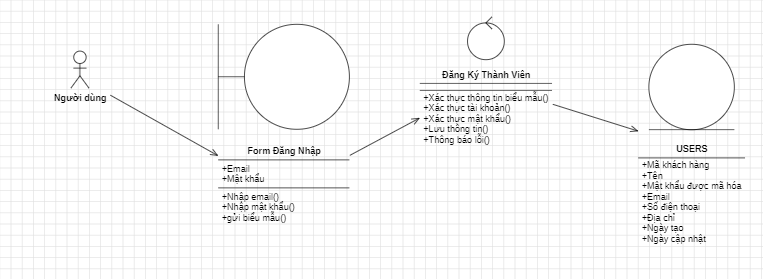 Người dùng
Form Đăng Nhập
+Email
+Mật khẩu
+Nhập email()
+Nhập mật khẩu()
+gửi biểu mẫu()
Đăng Ký Thành Viên
+Xác thực thông tin biểu mẫu()
+Xác thực tài khoản()
+Xác thực mật khẩu()
+Lưu thông tin()
+Thông báo lỗi()
USERS
+Mã khách hàng
+Tên
+Mật khẩu được mã hóa
+Email
+Số điện thoại
+Địa chỉ
+Ngày tạo
+Ngày cập nhật